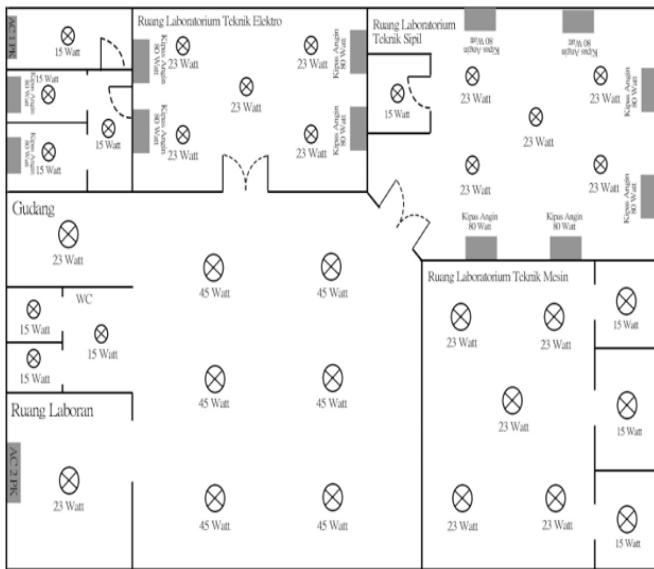 AC 1 PK
15 Watt
Kipas Angin
80 Watt
15 Watt
Kipas Angin
80 Watt
15 Watt
15 Watt
Ruang Laboratorium Teknik Elektro
Kipas Angin
80 Watt
Kipas Angin
80 Watt
23 Watt
23 Watt
23 Watt
23 Watt
23 Watt
Kipas Angin
80 Watt
Kipas Angin
80 Watt
Ruang Laboratorium
Teknik Sipil
15 Watt
Kipas Angin
80 Watt
Kipas Angin
80 Watt
23 Watt
23 Watt
23 Watt
23 Watt
23 Watt
Kipas Angin
80 Watt
Kipas Angin
80 Watt
Kipas Angin
80 Watt
Kipas Angin
80 Watt
Gudang
23 Watt
WC
15 Watt
15 Watt
15 Watt
Ruang Laboran
AC 2 PK
23 Watt
45 Watt
45 Watt
45 Watt
45 Watt
45 Watt
45 Watt
Ruang Laboratorium Teknik Mesin
23 Watt
23 Watt
23 Watt
23 Watt
23 Watt
15 Watt
15 Watt
15 Watt